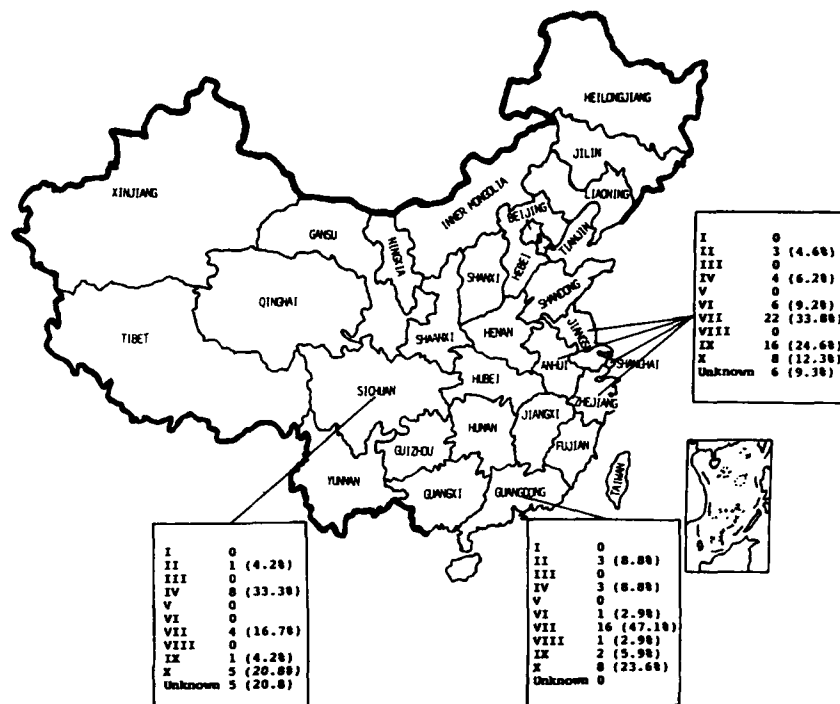 HEILONGJIANG
JILIN
XINJIANG
LIAONING
INNER MONGOLIA
BEIJING
GANSU
NINGXIA
TIANJIN
HEBEI
SHANXI
SHANDONG
QINGHAI
TIBET
SHAANXI
HENAN
JIANGSU
ANHUI
SHANGHAI
SICHUAN
HUBEI
ZHEJIANG
HUNAN
JIANGXI
GUIZHOU
FUJIAN
YUNNAN
GUANGXI
GUANGDONG
TAIWAN
I 0
II 3 (4.6%)
III 0
IV 4 (6.2%)
V 0
VI 6 (9.2%)
VII 22 (33.8%)
VIII 0
IX 16 (24.6%)
X 8 (12.3%)
Unknown 6 (9.3%)
I 0
II 1 (4.2%)
III 0
IV 8 (33.3%)
V 0
VI 0
VII 4 (16.7%)
VIII 0
IX 1 (4.2%)
X 5 (20.8%)
Unknown 5 (20.8)
I 0
II 3 (8.8%)
III 0
IV 3 (8.8%)
V 0
VI 1 (2.9%)
VII 16 (47.1%)
VIII 1 (2.9%)
IX 2 (5.9%)
X 8 (23.6%)
Unknown 0